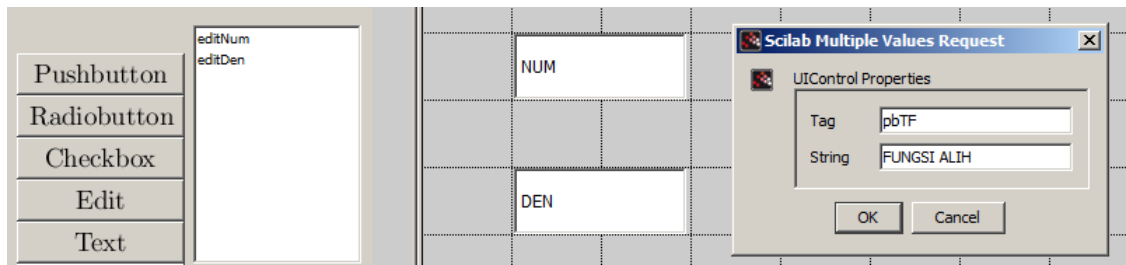 Pushbutton
Radiobutton
Checkbox
Edit
Text
editNum
editDen
NUM
DEN
Scilab Multiple Values Request
UIControl Properties
Tag pbTF
String FUNGSI ALIH
OK Cancel